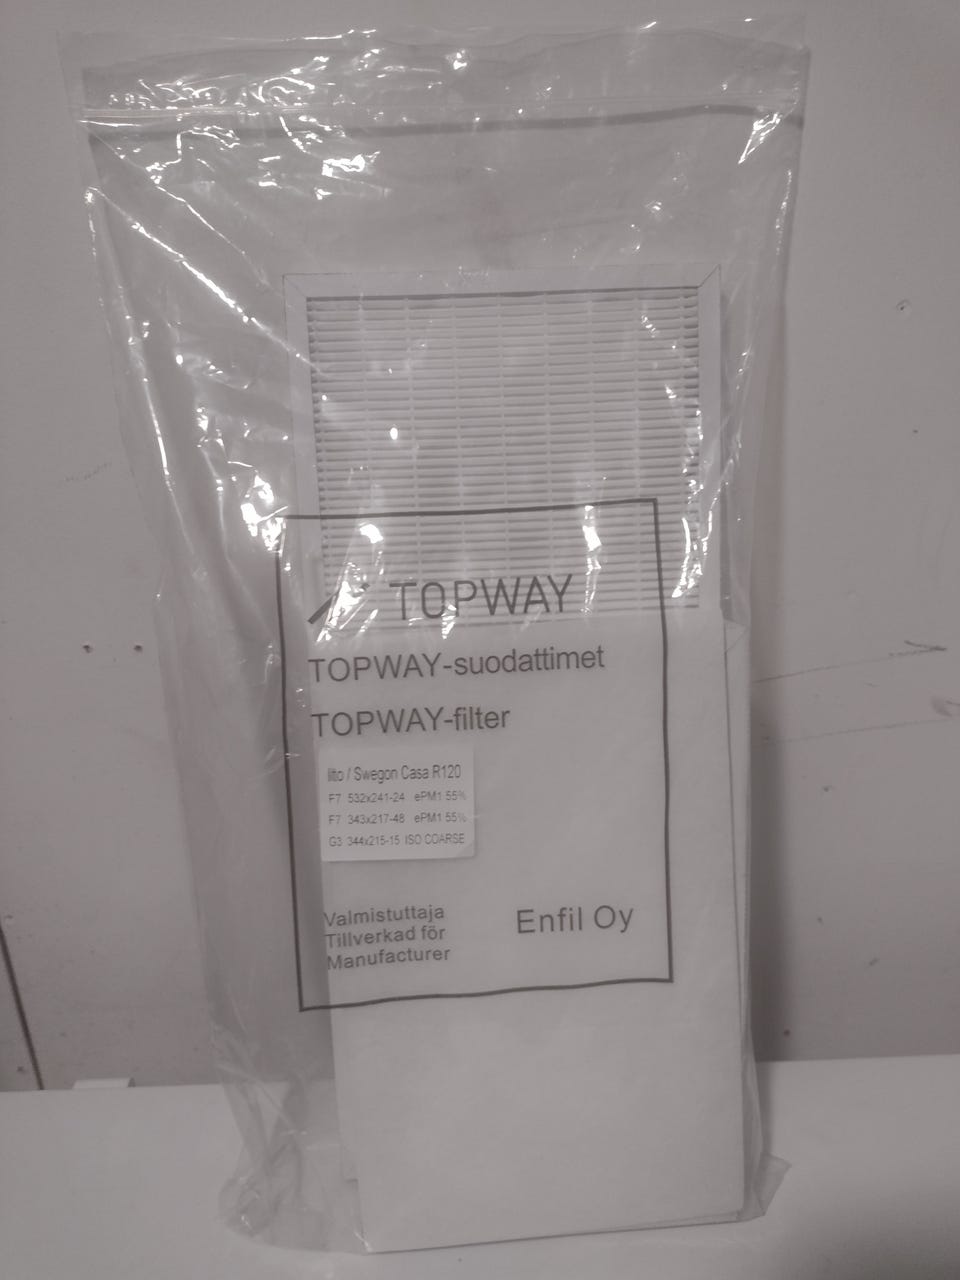 TOPWAY
TOPWAY-suodattimet
TOPWAY-filter
Iitto / Swegon Casa R120
F7 532x241-24 ePM1 55%
F7 343x217-48 ePM1 55%
G3 344x215-15 ISO COARSE
Valmistuttaja
Tillverkad för
Manufacturer
Enfil Oy